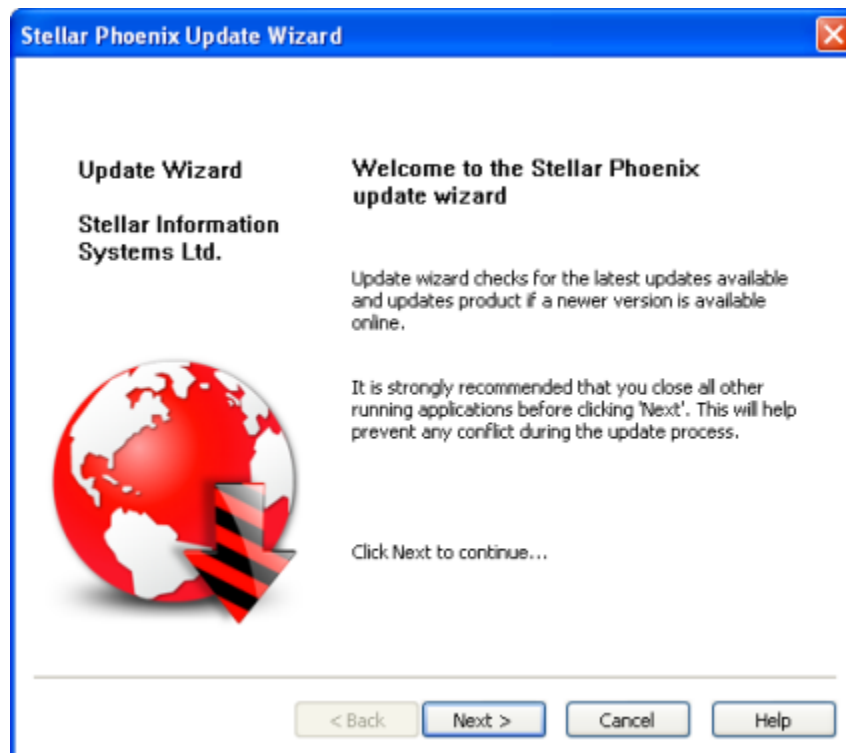 Stellar Phoenix Update Wizard
Update Wizard
Stellar Information
Systems Ltd.
Welcome to the Stellar Phoenix
update wizard
Update wizard checks for the latest updates available
and updates product if a newer version is available
online.
It is strongly recommended that you close all other
running applications before clicking 'Next'. This will help
prevent any conflict during the update process.
Click Next to continue...
< Back
Next >
Cancel
Help